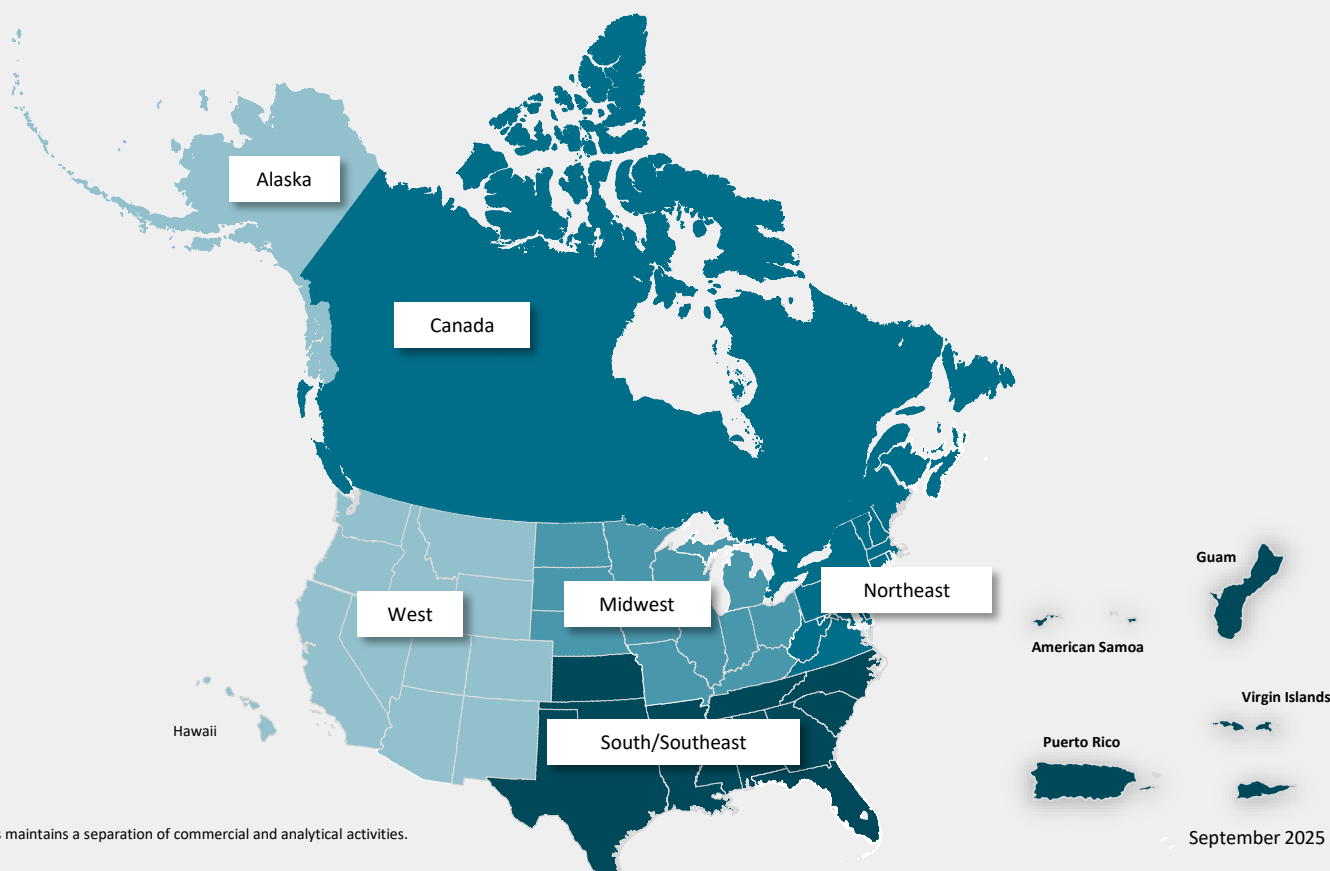 Alaska
Canada
Guam
Northeast
West
Midwest
American Samoa
Virgin Islands
Hawaii
South/Southeast
Puerto Rico
maintains a separation of commercial and analytical activities.
September 2025